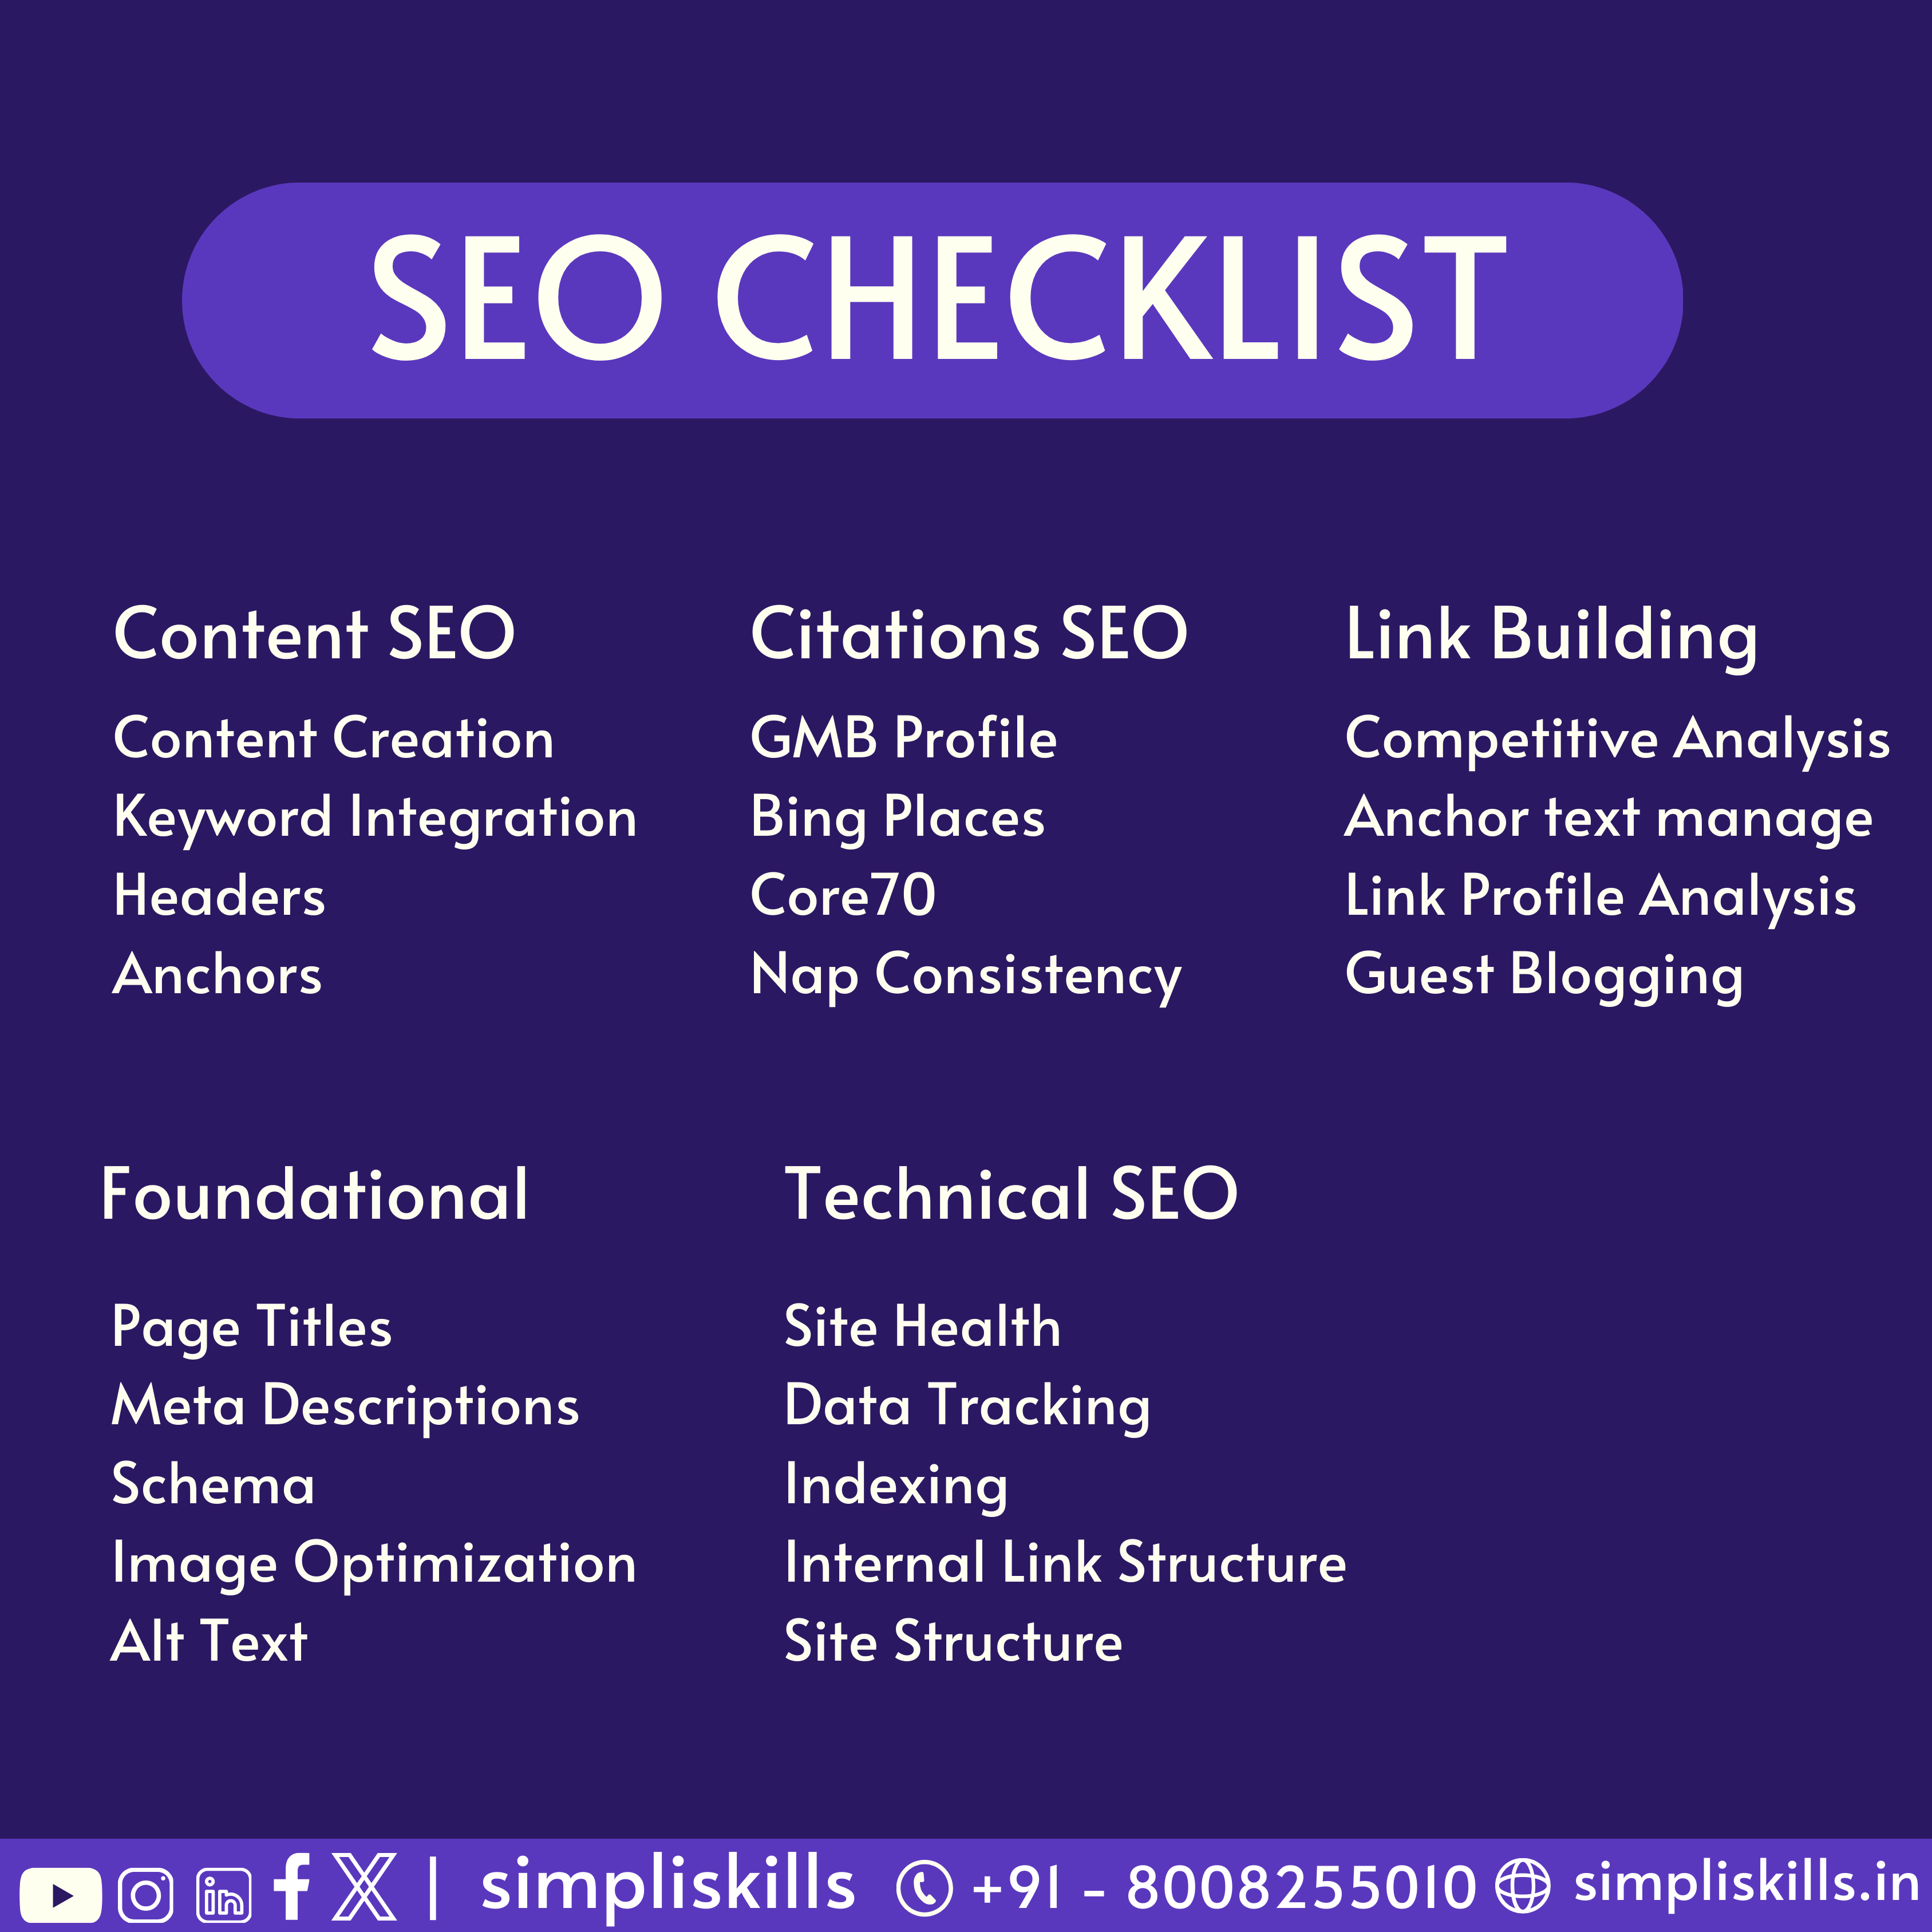 SEO CHECKLIST
Content SEO
Content Creation
Keyword Integration
Headers
Anchors
Citations SEO
GMB Profile
Bing Places
Core70
Nap Consistency
Link Building
Competitive Analysis
Anchor text manage
Link Profile Analysis
Guest Blogging
Foundational
Page Titles
Meta Descriptions
Schema
Image Optimization
Alt Text
Technical SEO
Site Health
Data Tracking
Indexing
Internal Link Structure
Site Structure
in f X | simpliskills +91 - 8008255010 simpliskills.in